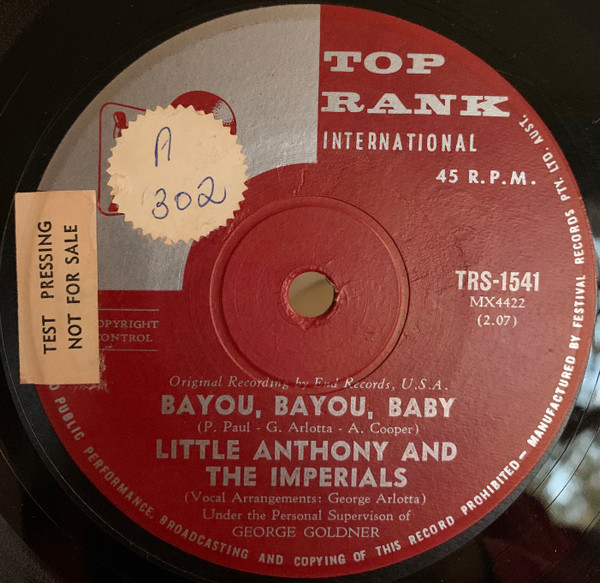 TOP
RANK
INTERNATIONAL
45 R.P.M.
A
302
TEST PRESSING
NOT FOR SALE
TRS-1541
MX4422
(2.07)
OPYRIGHT
ONTROL
Original Recording by End Records, U.S.A.
BAYOU, BAYOU, BABY
(P. Paul - G. Arlotta - A. Cooper)
LITTLE ANTHONY AND
THE IMPERIALS
(Vocal Arrangements: George Arlotta)
Under the Personal Supervision of
GEORGE GOLDNER
PUBLIC PERFORMANCE, BROADCASTING AND COPYING OF THIS RECORD PROHIBITED—MANUFACTURED BY FESTIVAL RECORDS PTY. LTD. AUST.